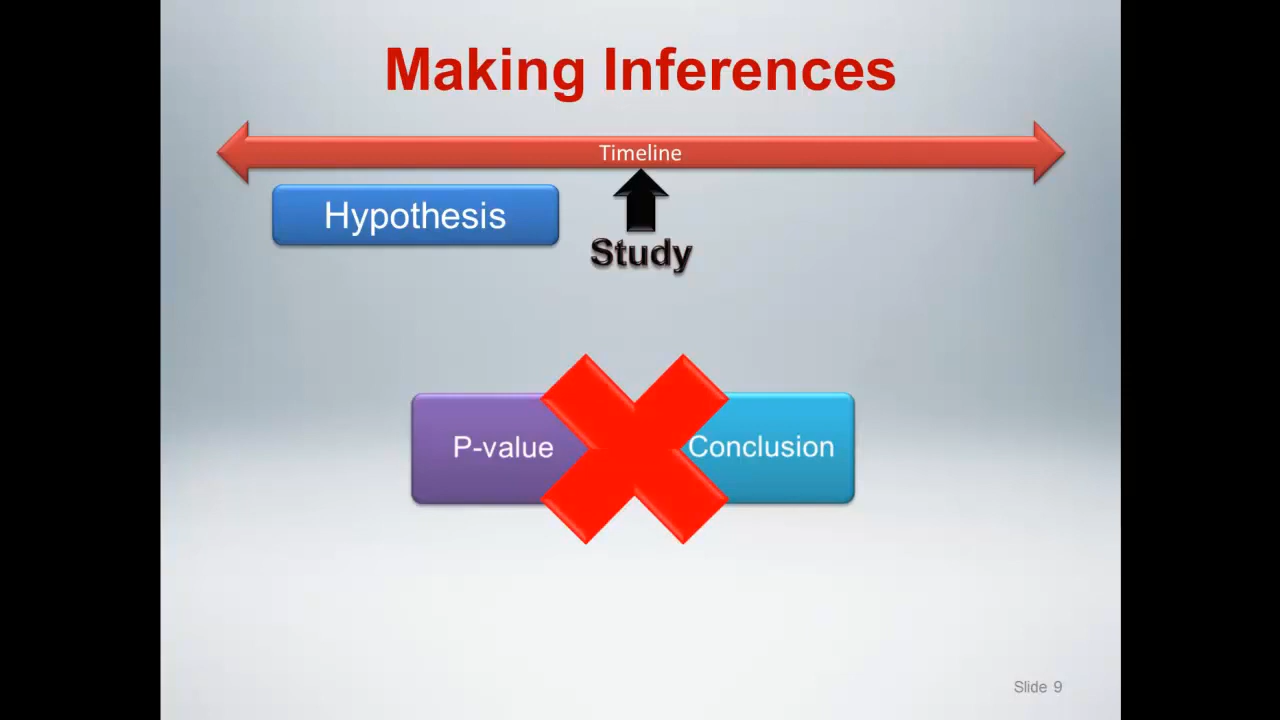 Making Inferences
Timeline
Hypothesis
Study
P-value
Conclusion
Slide 9